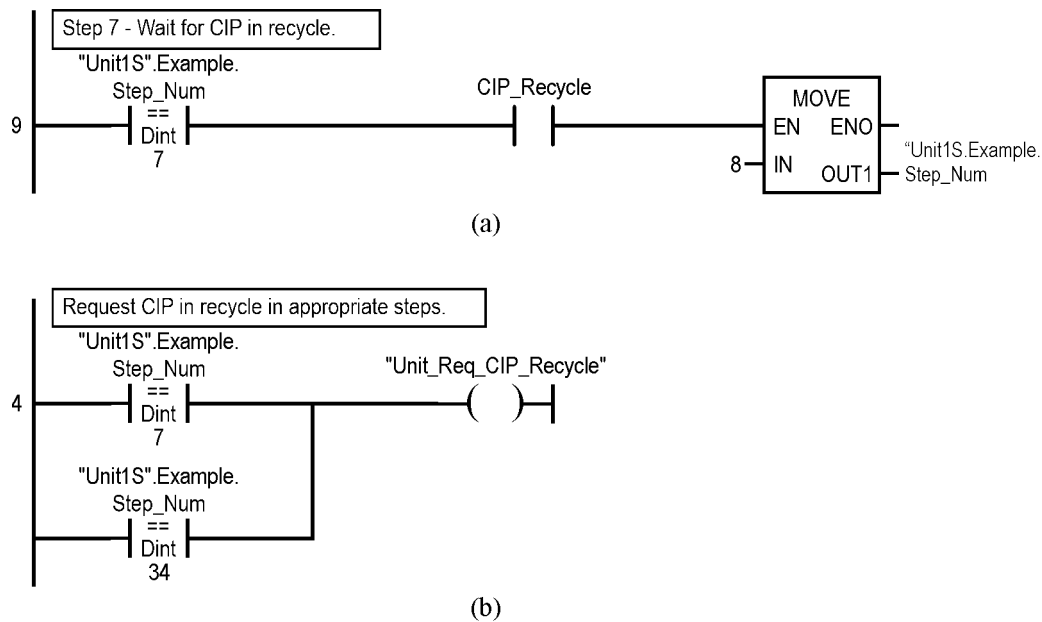 Step 7 - Wait for CIP in recycle.
"Unit1S".Example.
Step_Num
==
Dint
7
9
CIP_Recycle
MOVE
EN ENO
8
IN
OUT1
“Unit1S.Example.
Step_Num
(a)
Request CIP in recycle in appropriate steps.
"Unit1S".Example.
Step_Num
==
Dint
7
4
"Unit_Req_CIP_Recycle"
"Unit1S".Example.
Step_Num
==
Dint
34
(b)